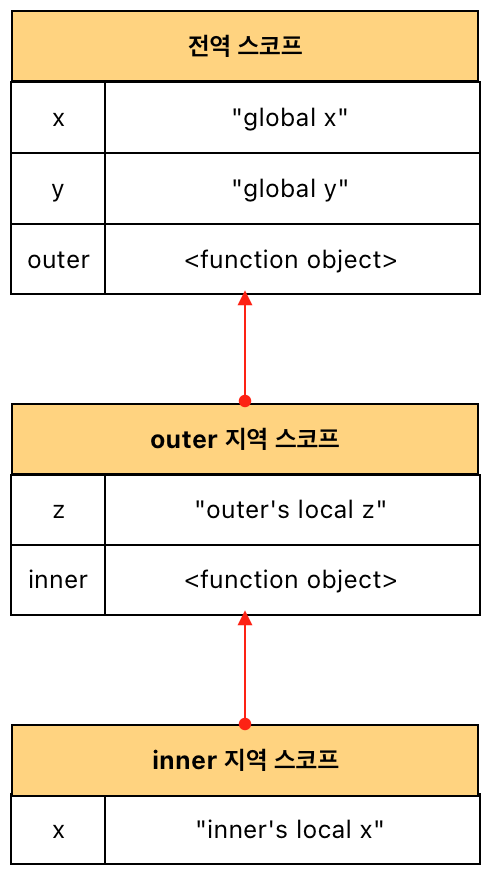 전역 스코프
x "global x"
y "global y"
outer <function object>
outer 지역 스코프
z "outer's local z"
inner <function object>
inner 지역 스코프
x "inner's local x"